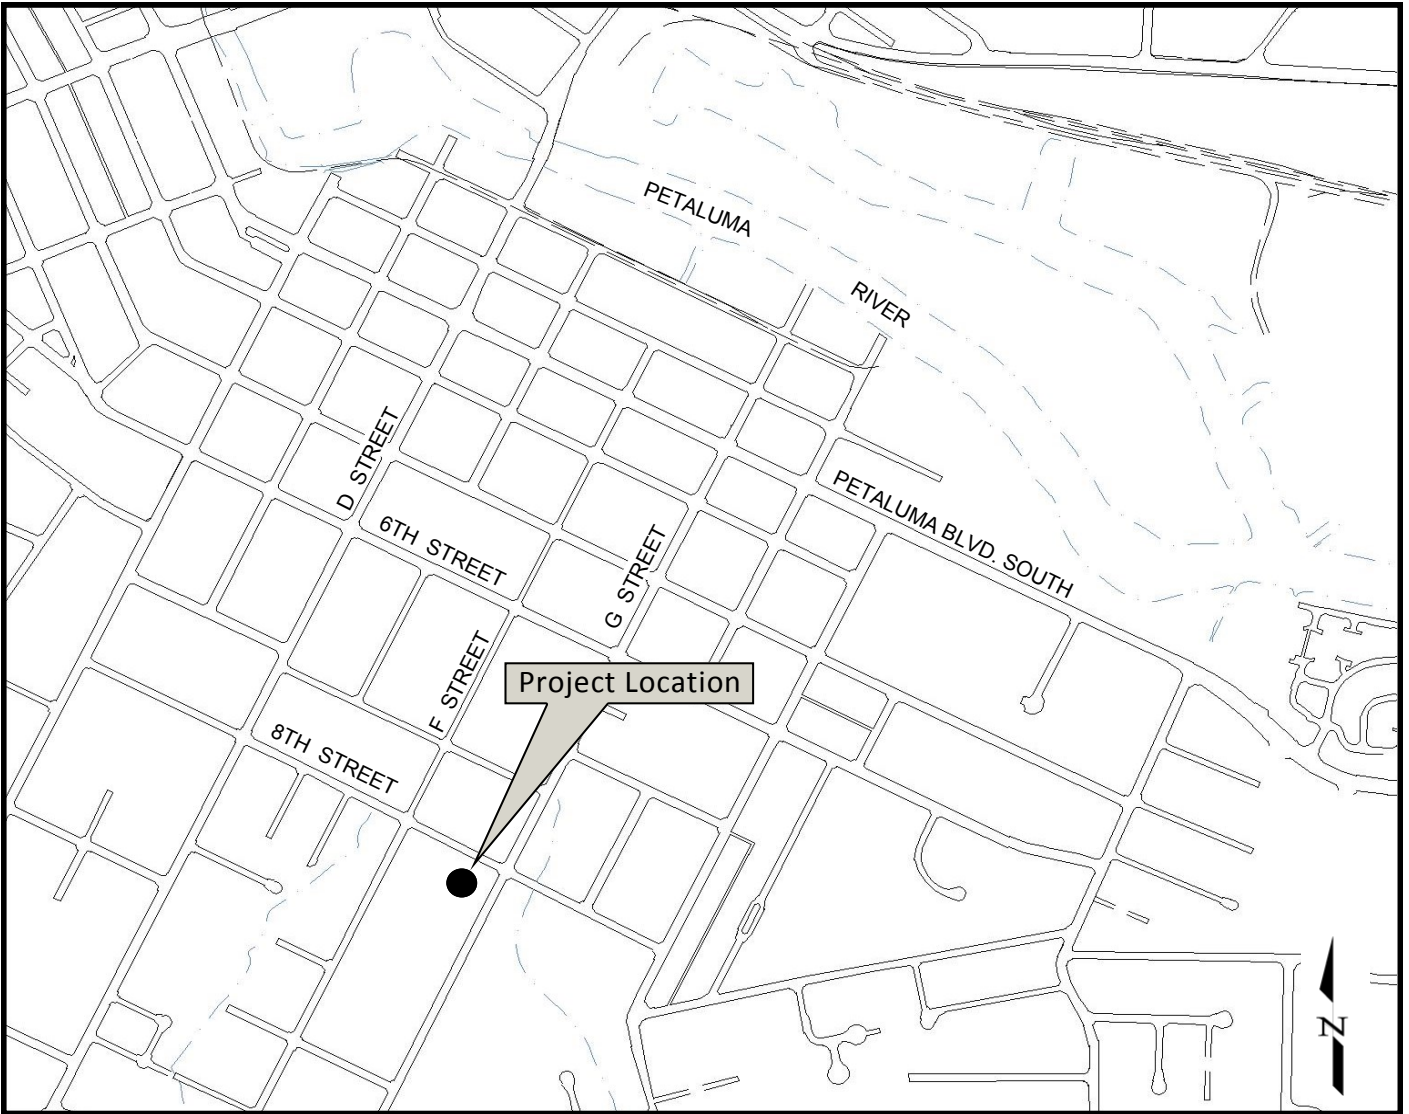 PETALUMA
RIVER
D STREET
6TH STREET
G STREET
PETALUMA BLVD. SOUTH
F STREET
Project Location
8TH STREET
N